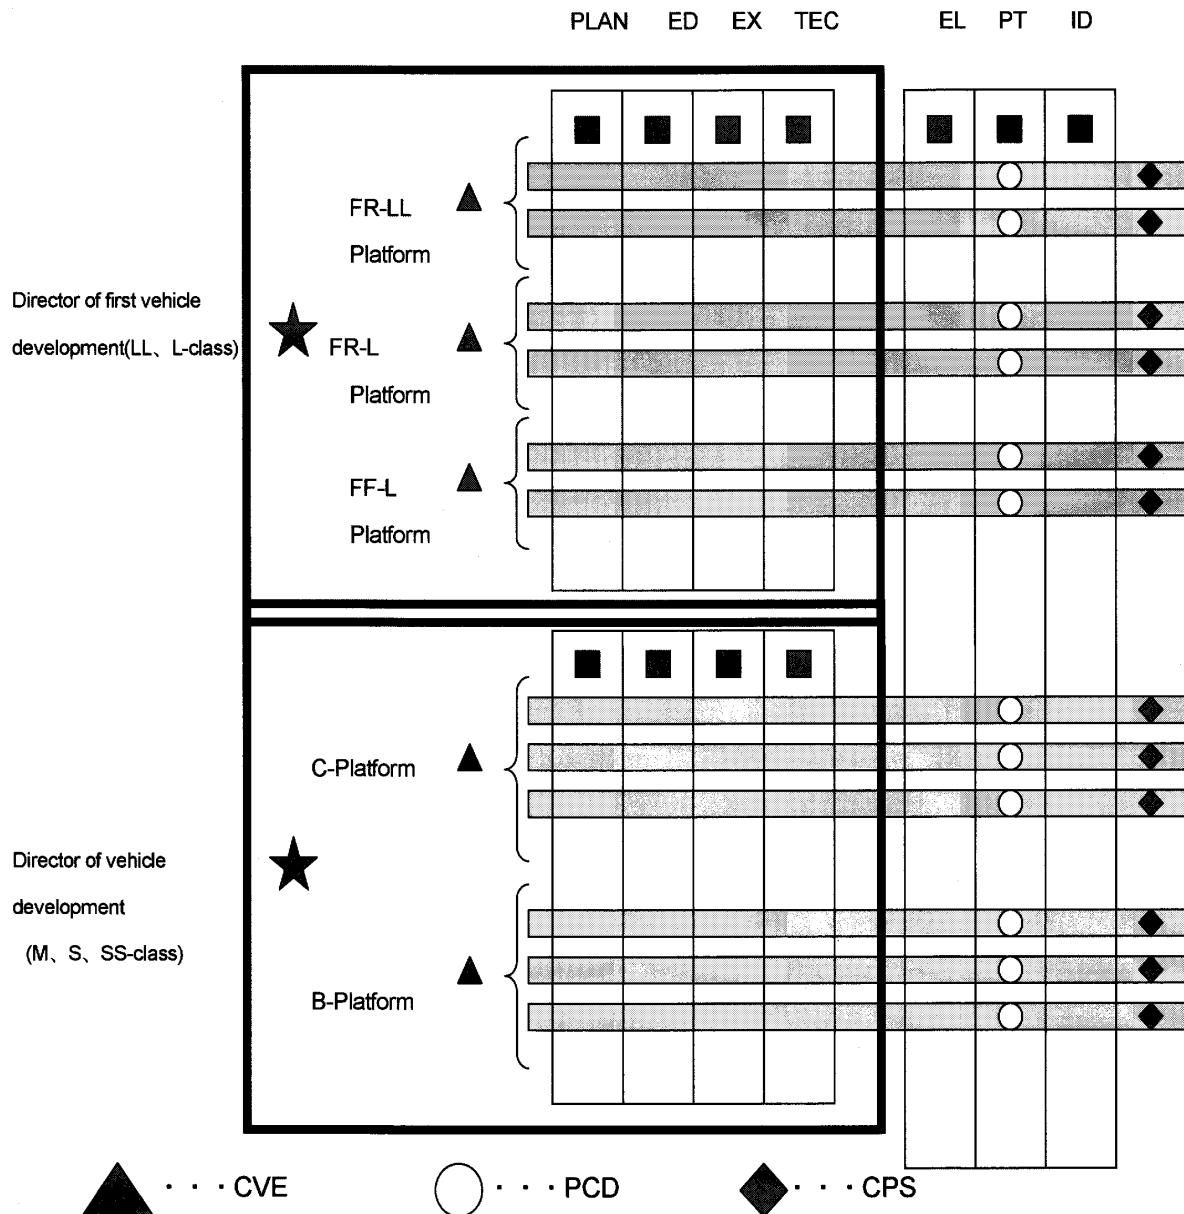 PLAN ED EX TEC EL PT ID
FR-LL
Platform
Director of first vehicle
development(LL、L-class)
FR-L
Platform
FF-L
Platform
C-Platform
Director of vehicle
development
(M、S、SS-class)
B-Platform
・・・CVE
・・・PCD
・・・CPS